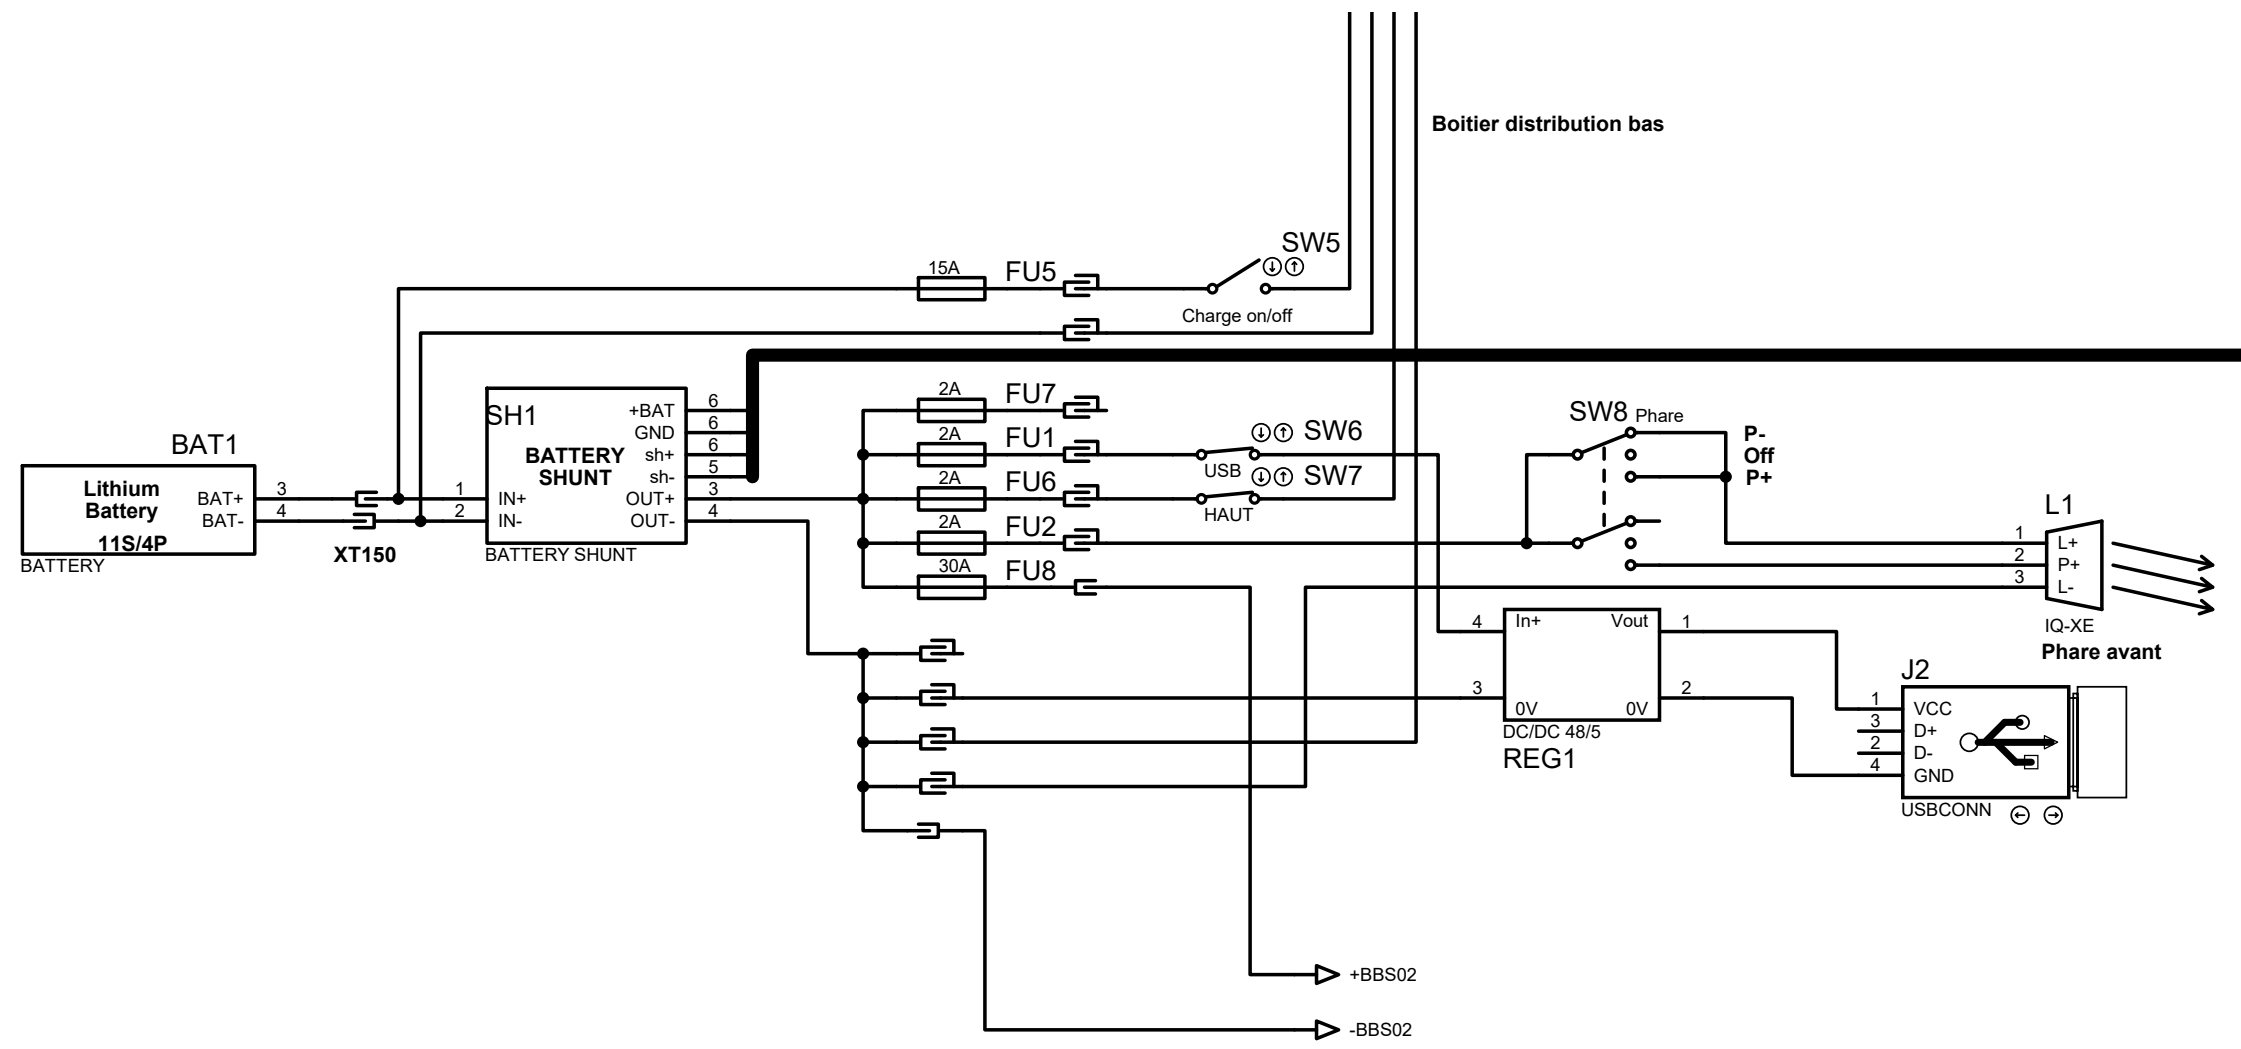 Boitier distribution bas
SW5
15A
FU5
Charge on/off
2A
FU7
2A
FU1
SW6
USB
2A
FU6
SW7
HAUT
2A
FU2
30A
FU8
SW8 Phare
P-
Off
P+
BAT1
Lithium
Battery
11S/4P
BAT+
BAT-
BATTERY
3
4
XT150
1
2
SH1
BATTERY
SHUNT
IN+
IN-
+BAT
GND
sh+
sh-
OUT+
OUT-
6
6
6
5
3
4
BATTERY SHUNT
L1
1
2
3
L+
P+
L-
IQ-XE
Phare avant
4
3
In+
Vout
0V
0V
1
2
DC/DC 48/5
REG1
J2
1
3
2
4
VCC
D+
D-
GND
USBCONN
+BBS02
-BBS02